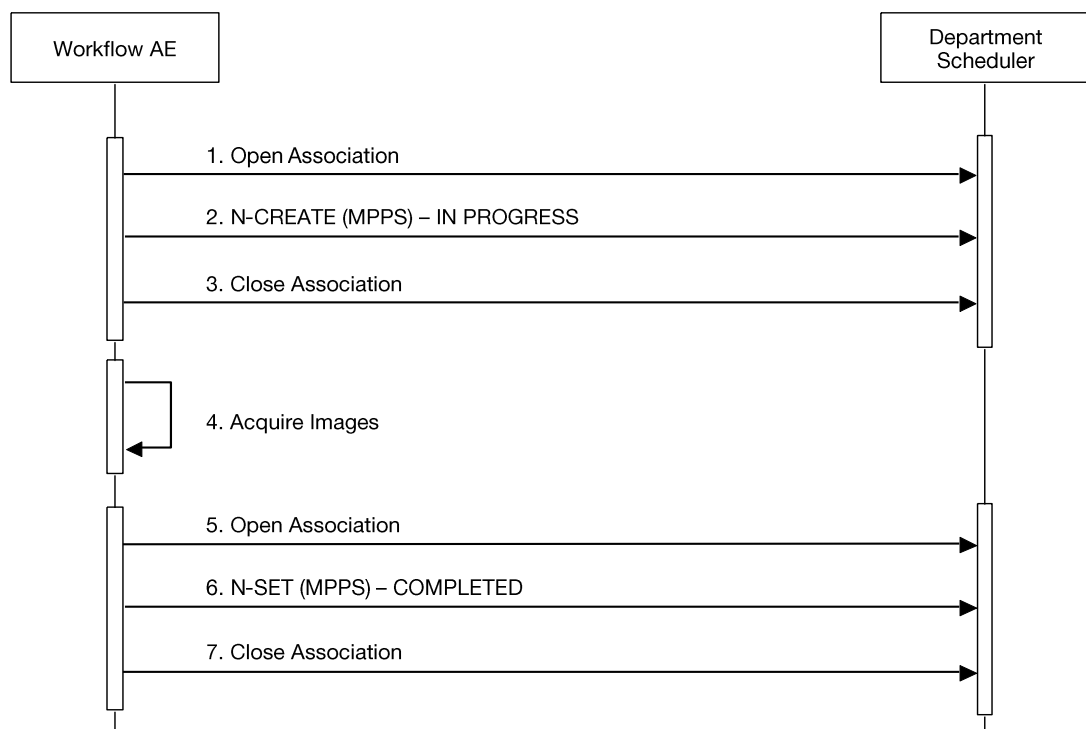 Workflow AE
Department
Scheduler
1. Open Association
2. N-CREATE (MPPS) – IN PROGRESS
3. Close Association
4. Acquire Images
5. Open Association
6. N-SET (MPPS) – COMPLETED
7. Close Association